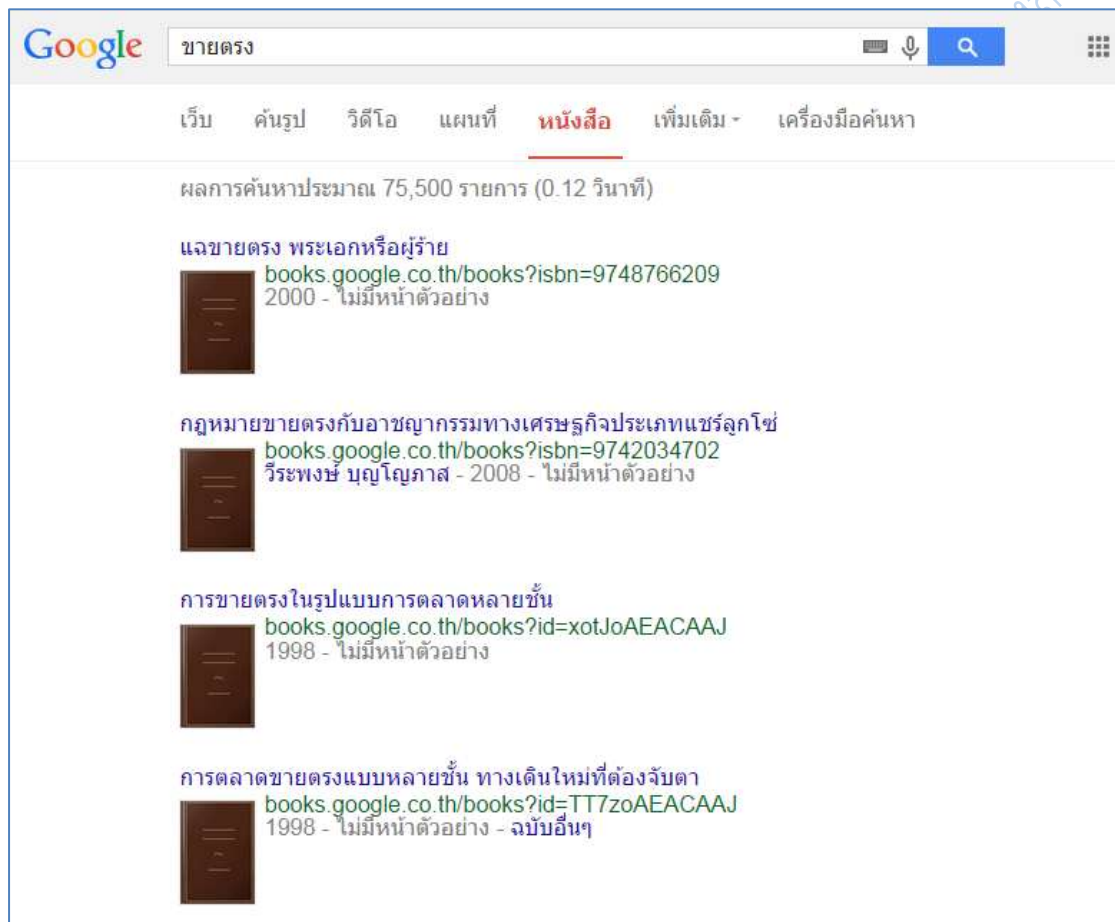 Google ขายตรง
เว็บ ค้นรูป วิดีโอ แผนที่ หนังสือ เพิ่มเติม เครื่องมือค้นหา
ผลการค้นหาประมาณ 75,500 รายการ (0.12 วินาที)
แฉขายตรง พระเอกหรือผู้ร้าย
books.google.co.th/books?isbn=9748766209
2000 - ไม่มีหน้าตัวอย่าง
กฎหมายขายตรงกับอาชญากรรมทางเศรษฐกิจประเภทแชร์ลูกโซ่
books.google.co.th/books?isbn=9742034702
วีระพงษ์ บุญโญภาส - 2008 - ไม่มีหน้าตัวอย่าง
การขายตรงในรูปแบบการตลาดหลายชั้น
books.google.co.th/books?id=xotJoAEACAAJ
1998 - ไม่มีหน้าตัวอย่าง
การตลาดขายตรงแบบหลายชั้น ทางเดินใหม่ที่ต้องจับตา
books.google.co.th/books?id=TT7zoAEACAAJ
1998 - ไม่มีหน้าตัวอย่าง - ฉบับอื่นๆ